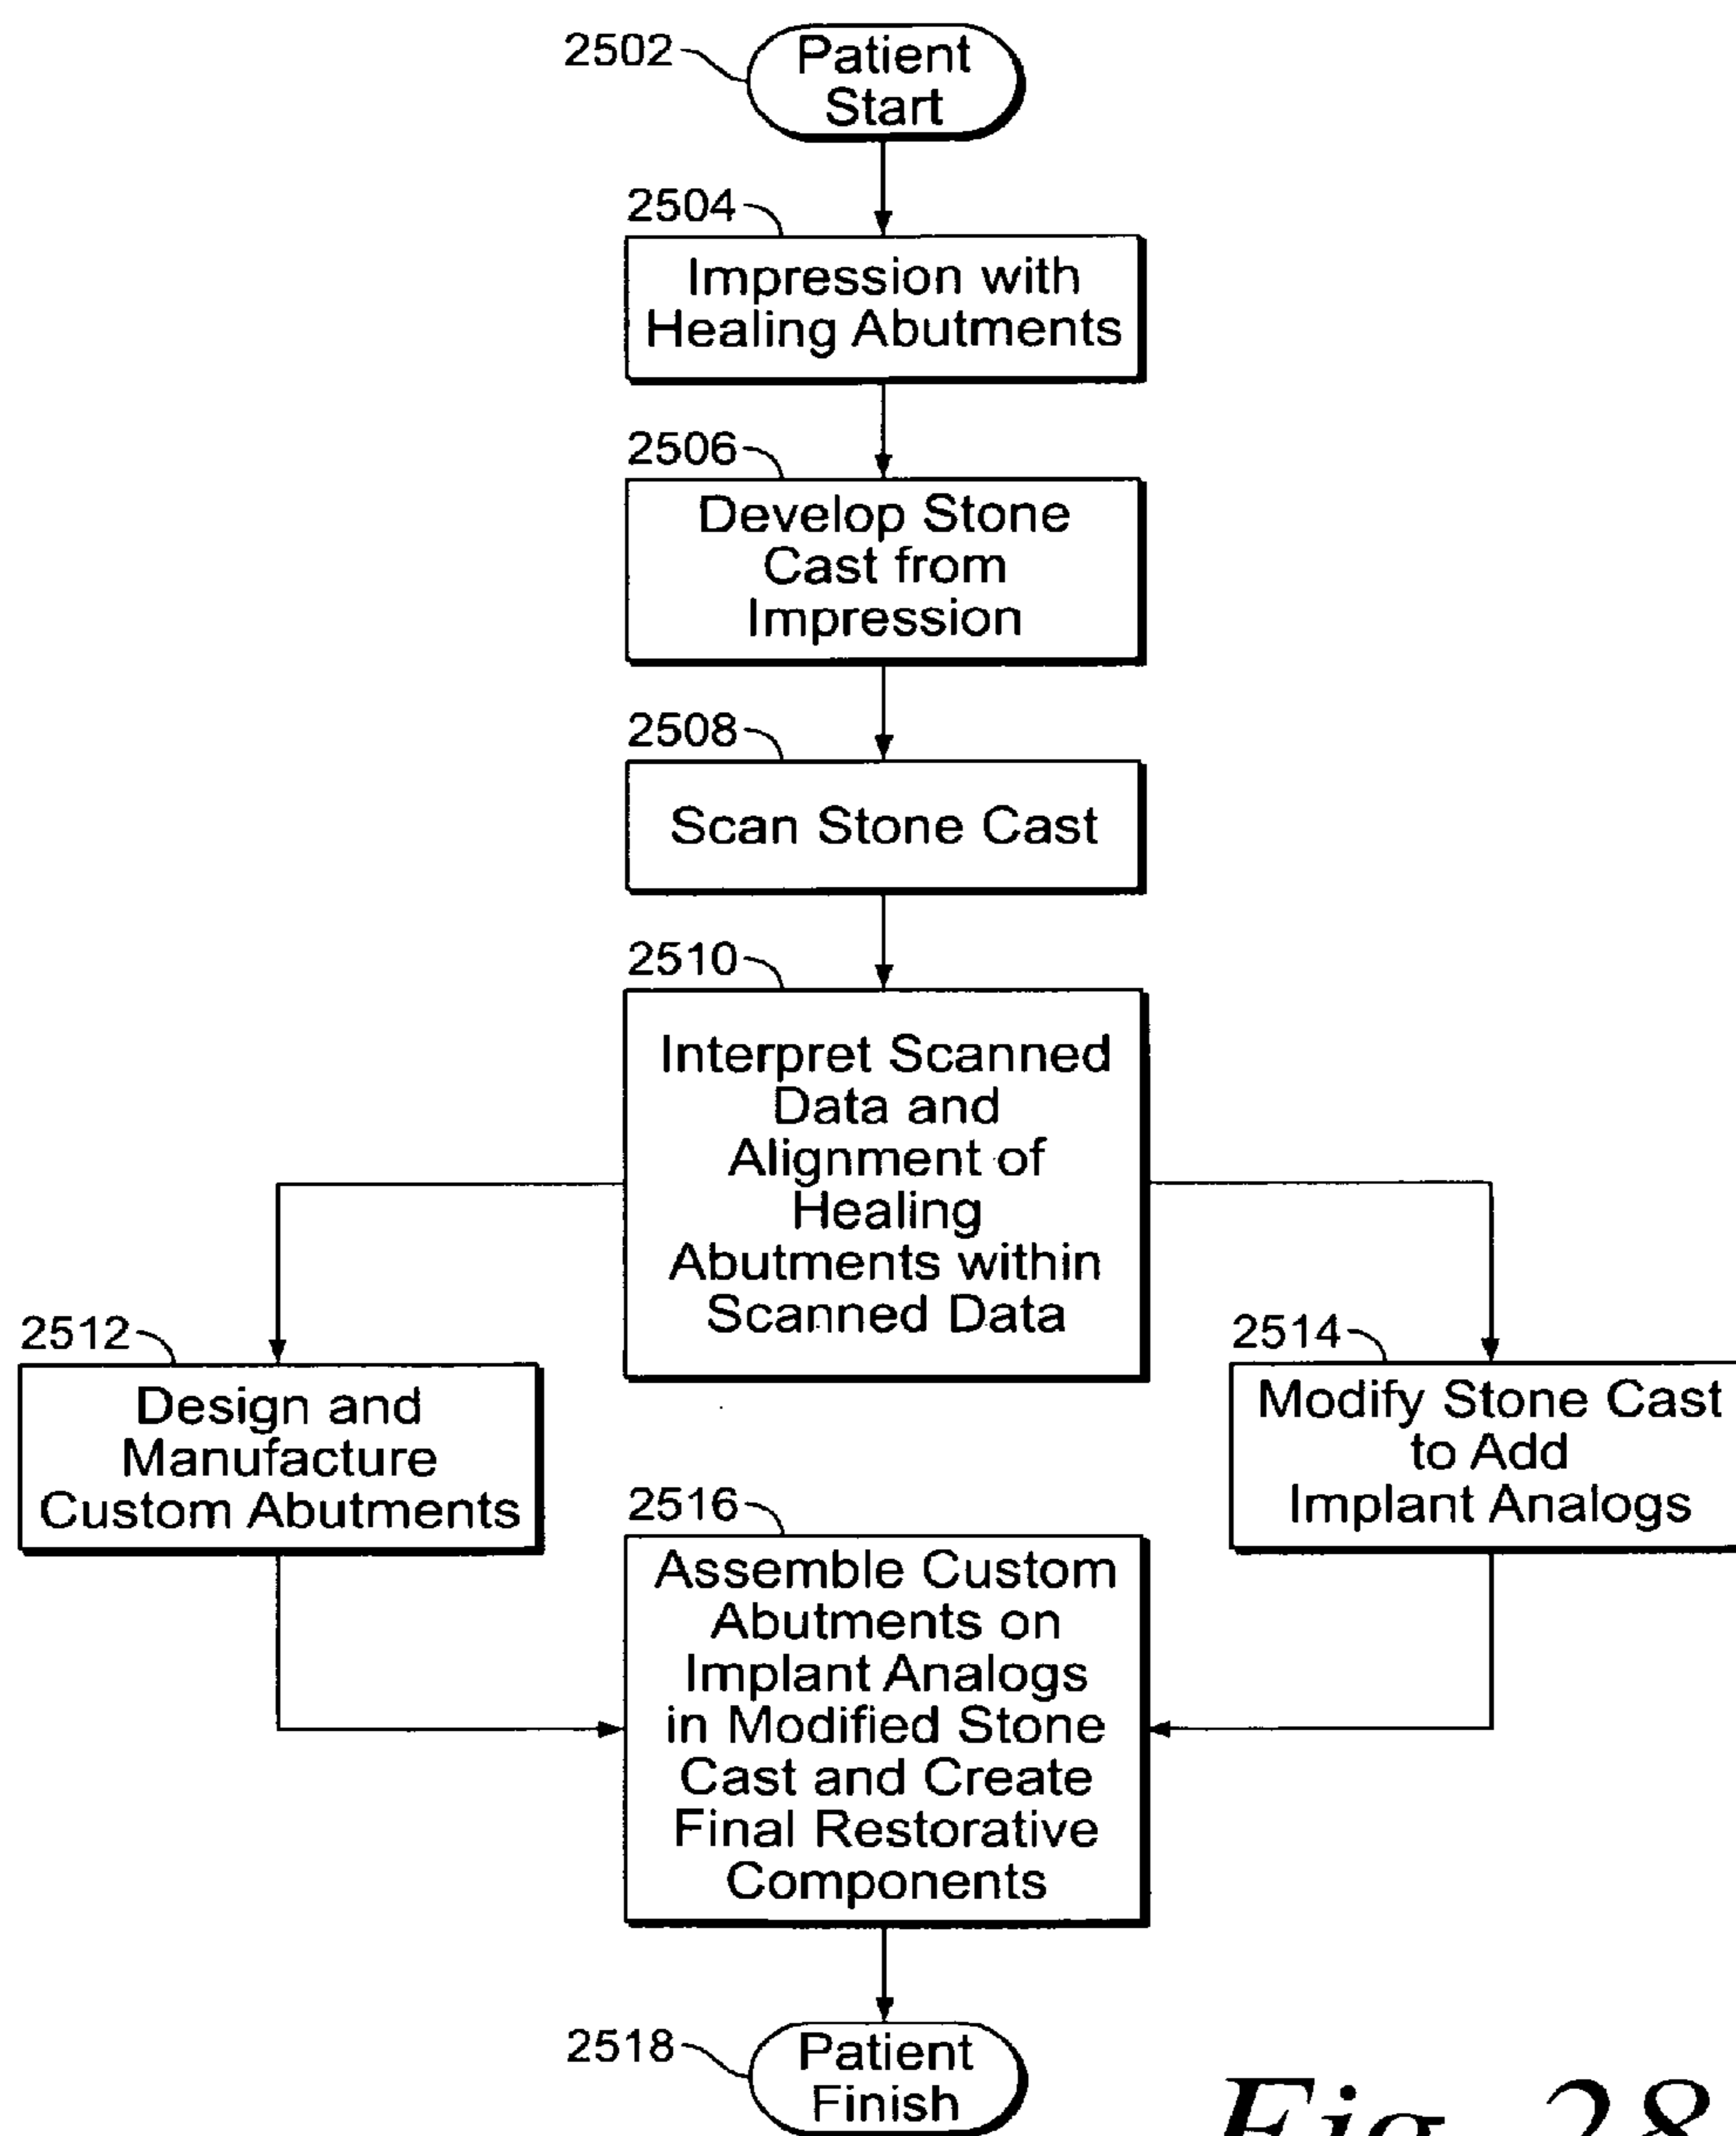 2502
Patient
Start
2504
Impression with
Healing Abutments
2506
Develop Stone
Cast from
Impression
2508
Scan Stone Cast
2510
Interpret Scanned
Data and
Alignment of
Healing
Abutments within
Scanned Data
2512
Design and
Manufacture
Custom Abutments
2514
Modify Stone Cast
to Add
Implant Analogs
2516
Assemble Custom
Abutments on
Implant Analogs
in Modified Stone
Cast and Create
Final Restorative
Components
2518
Patient
Finish
Fig. 28